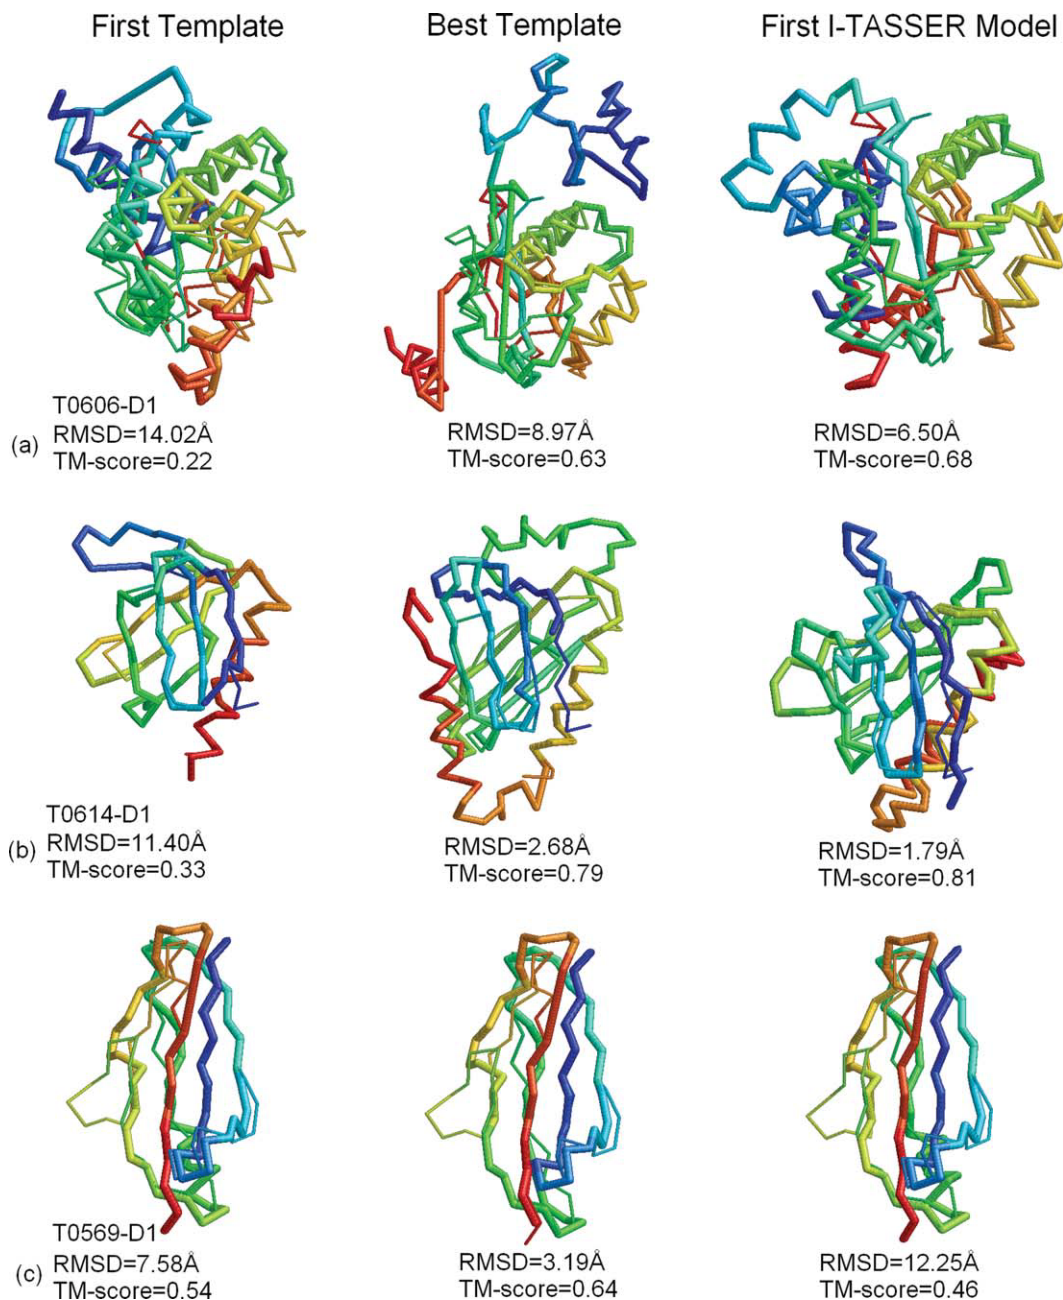 First Template
Best Template
First I-TASSER Model
(a)
T0606-D1
RMSD=14.02Å
TM-score=0.22
RMSD=8.97Å
TM-score=0.63
RMSD=6.50Å
TM-score=0.68
(b)
T0614-D1
RMSD=11.40Å
TM-score=0.33
RMSD=2.68Å
TM-score=0.79
RMSD=1.79Å
TM-score=0.81
(c)
T0569-D1
RMSD=7.58Å
TM-score=0.54
RMSD=3.19Å
TM-score=0.64
RMSD=12.25Å
TM-score=0.46